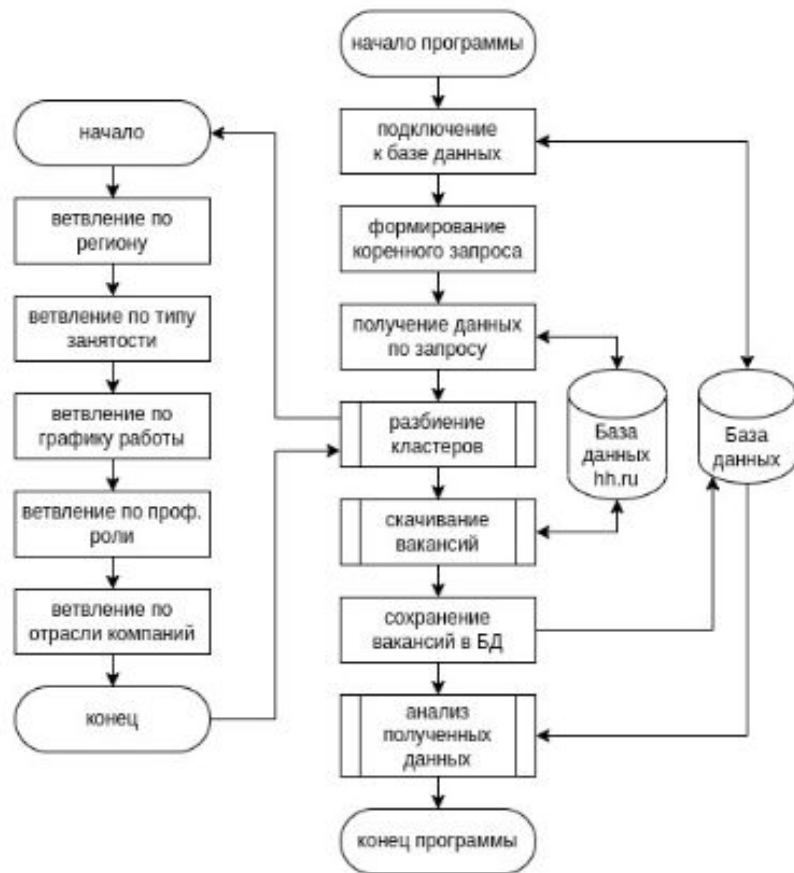 начало программы
подключение
к базе данных
формирование
коренного запроса
получение данных
по запросу
разбиение
кластеров
скачивание
вакансий
сохранение
вакансий в БД
анализ
полученных
данных
конец программы
начало
ветвление по
региону
ветвление по типу
занятости
ветвление по
графику работы
ветвление по проф.
роли
ветвление по
отрасли компаний
конец
База
данных
hh.ru
База
данных